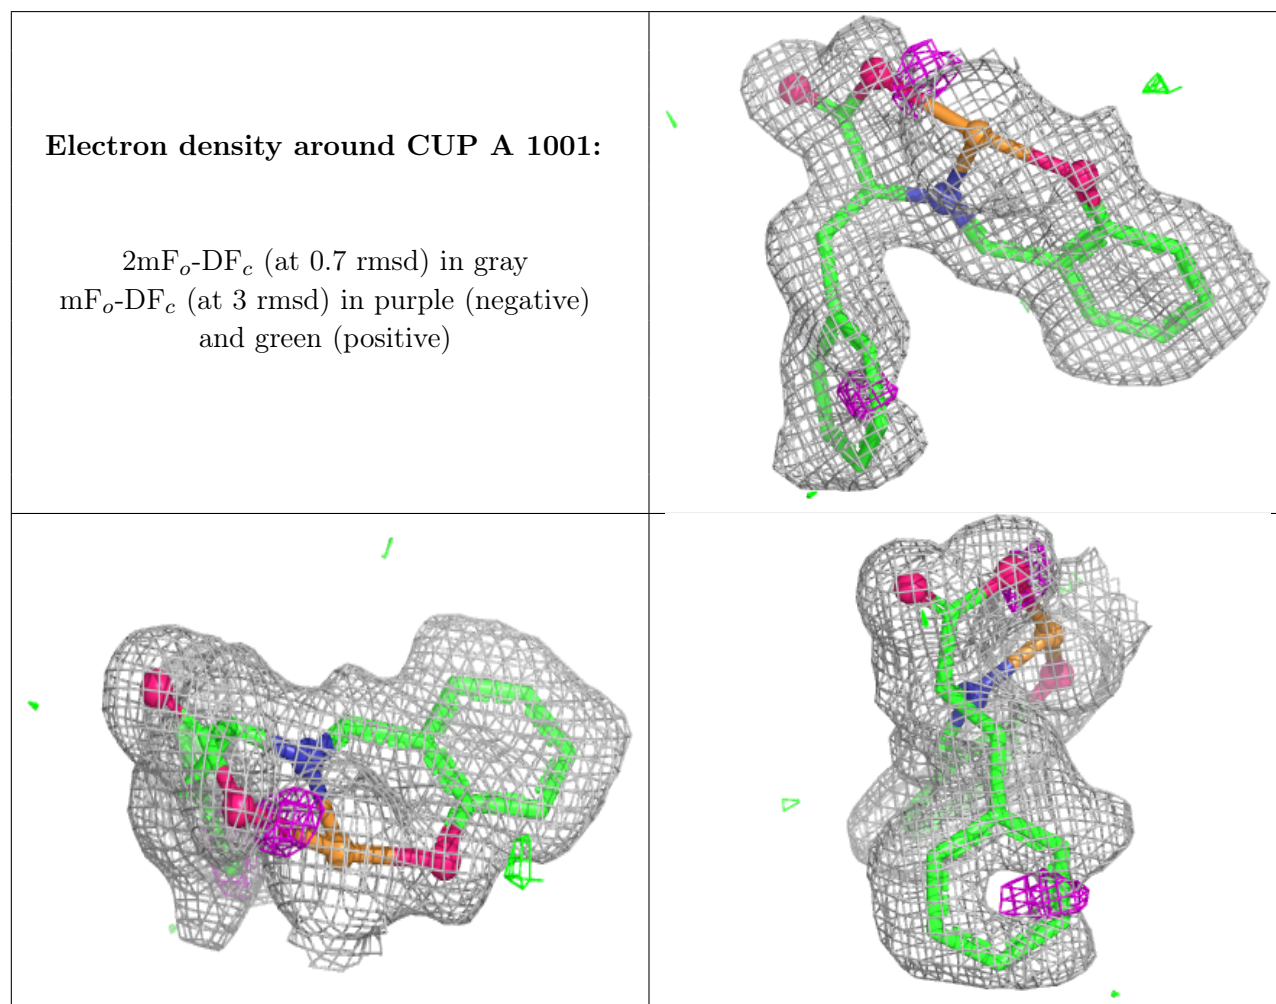 Electron density around CUP A 1001:
2mFo-DFc (at 0.7 rmsd) in gray
mFo-DFc (at 3 rmsd) in purple (negative)
and green (positive)